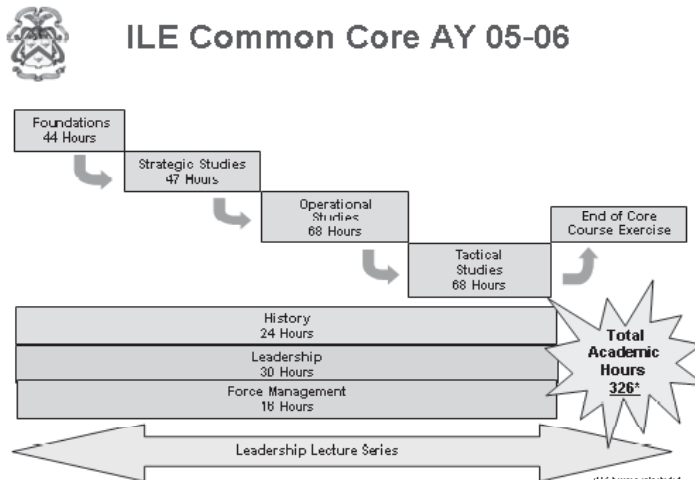 ILE Common Core AY 05-06
Foundations
44 Hours
Strategic Studies
47 Hours
Operational
Studies
68 Hours
End of Core
Course Exercise
Tactical
Studies
68 Hours
History
24 Hours
Leadership
30 Hours
Force Management
16 Hours
Total
Academic
Hours
326*
Leadership Lecture Series